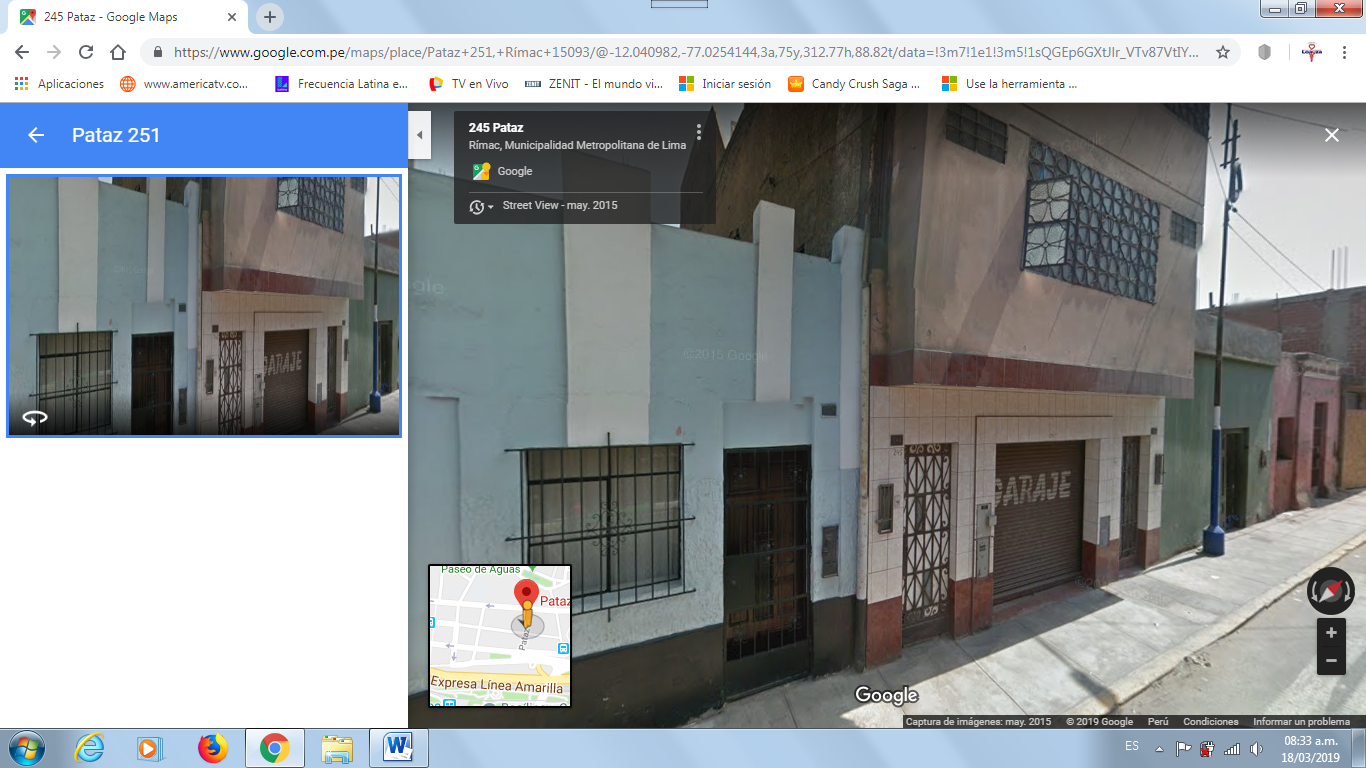 245 Pataz - Google Maps
https://www.google.com.pe/maps/place/Pataz+251,+Rímac+15093/@-12.040982,-77.0254144,3a,75y,312.77h,88.82t/data=!3m7!1e1!3m5!1sQGEp6GXtJlr_VTv87VtIY...
Aplicaciones www.americatv.co... Frecuencia Latina e... TV en Vivo ZENIT - El mundo vi... Iniciar sesión Candy Crush Saga ... Use la herramienta ...
Pataz 251
GARAJE
245 Pataz
Rímac, Municipalidad Metropolitana de Lima
Google
Street View - may. 2015
©2015 Google
GARAJE
Paseo de Aguas
Pataz
Pataz
Expresa Línea Amarilla
Google
Captura de imágenes: may. 2015 © 2019 Google Perú Condiciones Informar un problema
ES
08:33 a.m.
18/03/2019